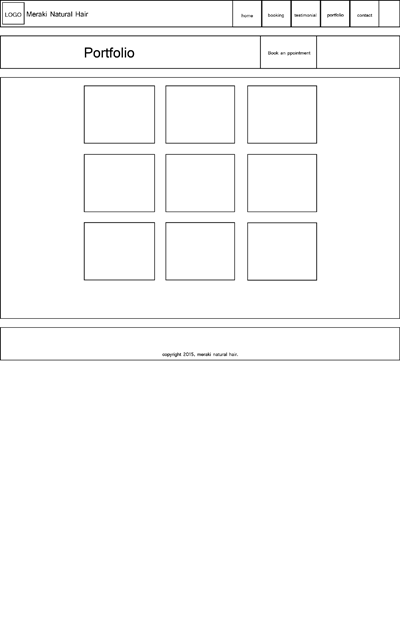 LOGO Meraki Natural Hair home booking testimonial portfolio contact
Portfolio Book an ppointment
copyright 2015, meraki natural hair.